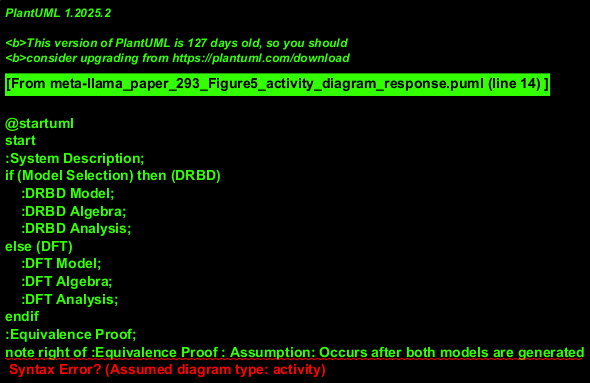 PlantUML 1.2025.2
<b>This version of PlantUML is 127 days old, so you should
<b>consider upgrading from https://plantuml.com/download
[From meta-llama_paper_293_Figure5_activity_diagram_response.puml (line 14) ]
@startuml
start
:System Description;
if (Model Selection) then (DRBD)
:DRBD Model;
:DRBD Algebra;
:DRBD Analysis;
else (DFT)
:DFT Model;
:DFT Algebra;
:DFT Analysis;
endif
:Equivalence Proof;
note right of :Equivalence Proof : Assumption: Occurs after both models are generated
Syntax Error? (Assumed diagram type: activity)